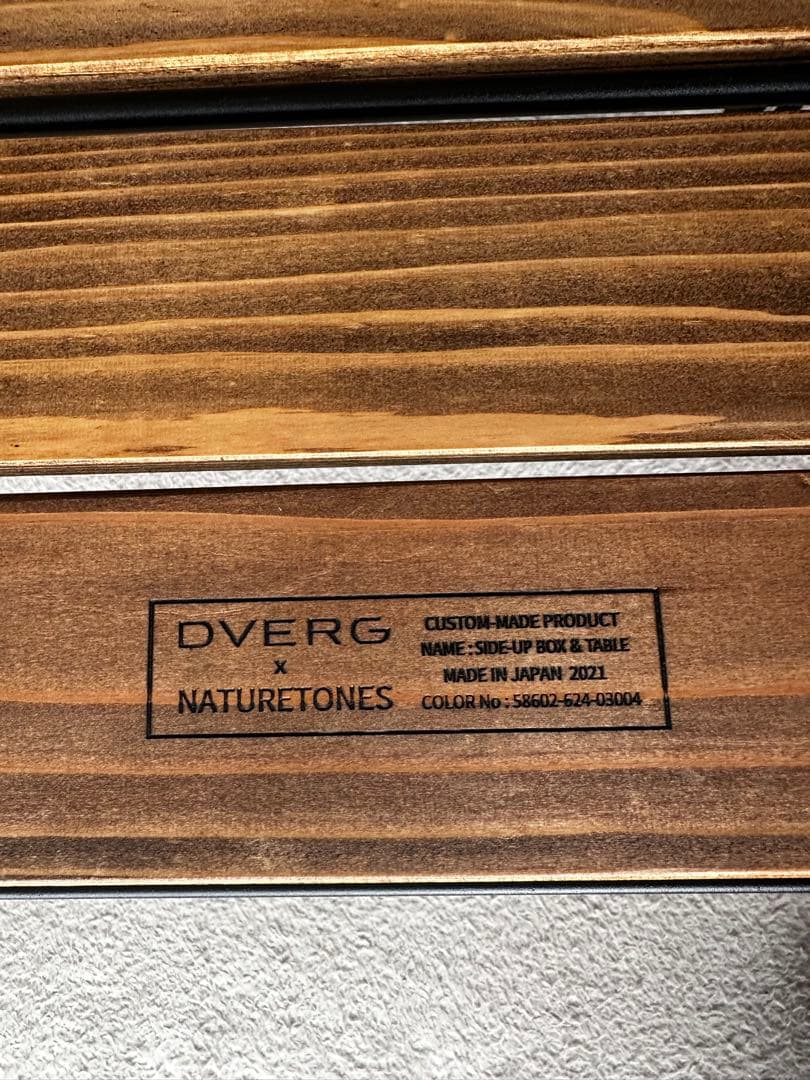 DVERG
x
NATURETONES
CUSTOM-MADE PRODUCT
NAME : SIDE-UP BOX & TABLE
MADE IN JAPAN 2021
COLOR No : 58602-624-03004